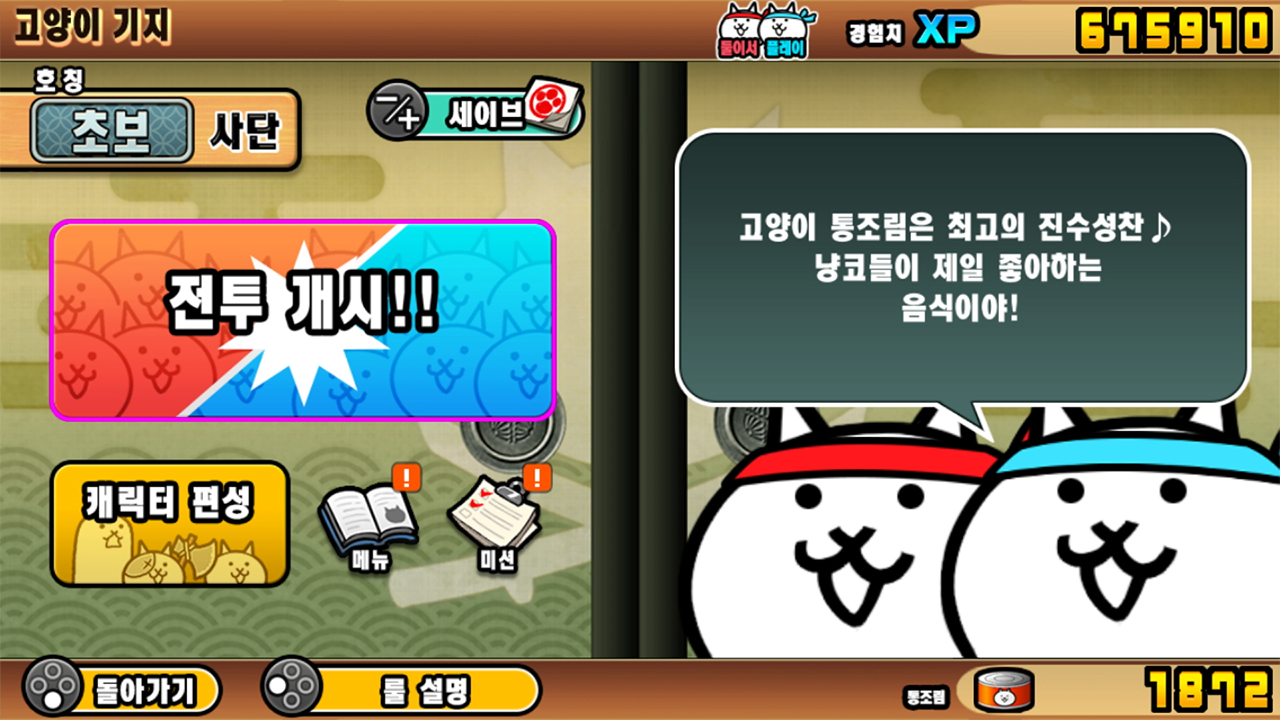 고양이 기지
둘이서 플레이
경험치 XP 675910
호칭
초보 사단
-/+ 세이브
고양이 통조림은 최고의 진수성찬♪
냥코들이 제일 좋아하는
음식이야!
전투 개시!!
캐릭터 편성
! !
메뉴 미션
돌아가기 룰 설명
통조림 1872